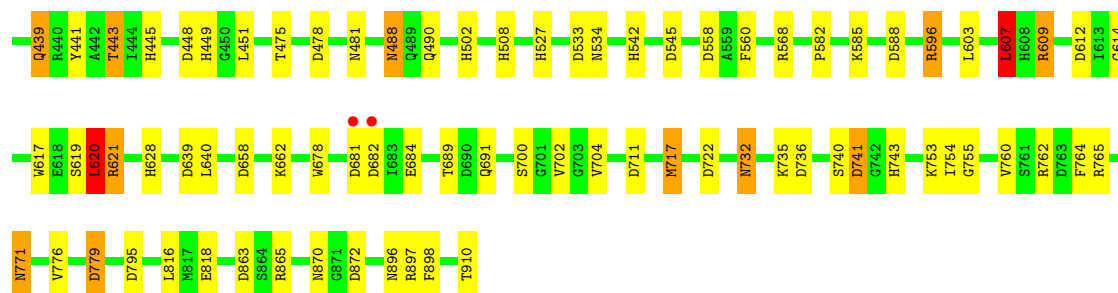 Q439 R440 Y441 A442 T443 I444 H445 D448 H449 G450 L451 T475 D478 N481 N488 Q489 Q490 H502 H508 H527 D533 N534 H542 D545 D558 A559 F560 R568 P582 K585 D588 R596 L603 L607 H608 R609 D612 I613 G614
W617 E618 S619 L620 R621 H628 D639 L640 D658 K662 W678 D681 D682 I683 E684 T689 D690 Q691 S700 G701 V702 G703 V704 D711 M717 D722 N732 K735 D736 S740 D741 G742 H743 K753 I754 G755 V760 S761 R762 D763 F764 R765
N771 V776 D779 D795 L816 M817 E818 D863 S864 R865 N870 G871 D872 N896 R897 F898 T910